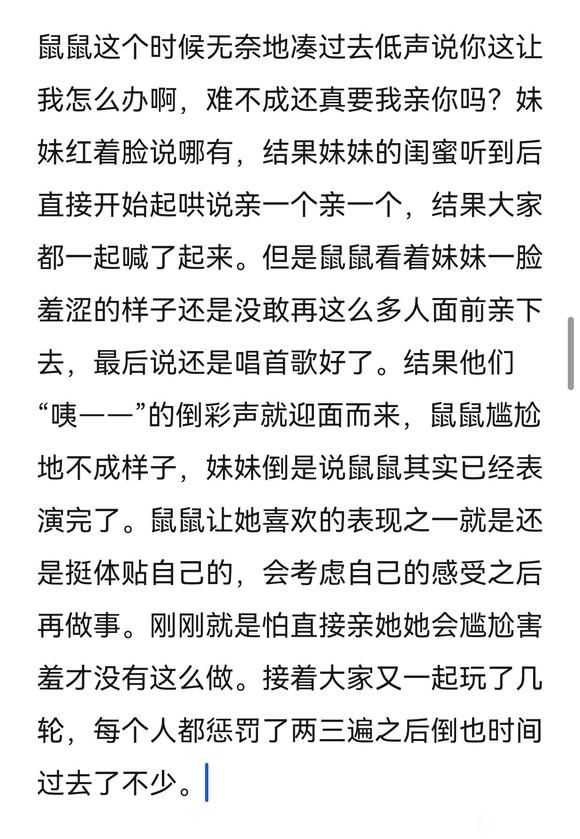 鼠鼠这个时候无奈地凑过去低声说你这让
我怎么办啊，难不成还真要我亲你吗？妹
妹红着脸说哪有，结果妹妹的闺蜜听到后
直接开始起哄说亲一个亲一个，结果大家
都一起喊了起来。但是鼠鼠看着妹妹一脸
羞涩的样子还是没敢再这么多人面前亲下
去，最后说还是唱首歌好了。结果他们
“咦——”的倒彩声就迎面而来，鼠鼠尴尬
地不成样子，妹妹倒是说鼠鼠其实已经表
演完了。鼠鼠让她喜欢的表现之一就是还
是挺体贴自己的，会考虑自己的感受之后
再做事。刚刚就是怕直接亲她她会尴尬害
羞才没有这么做。接着大家又一起玩了几
轮，每个人都惩罚了两三遍之后倒也时间
过去了不少。